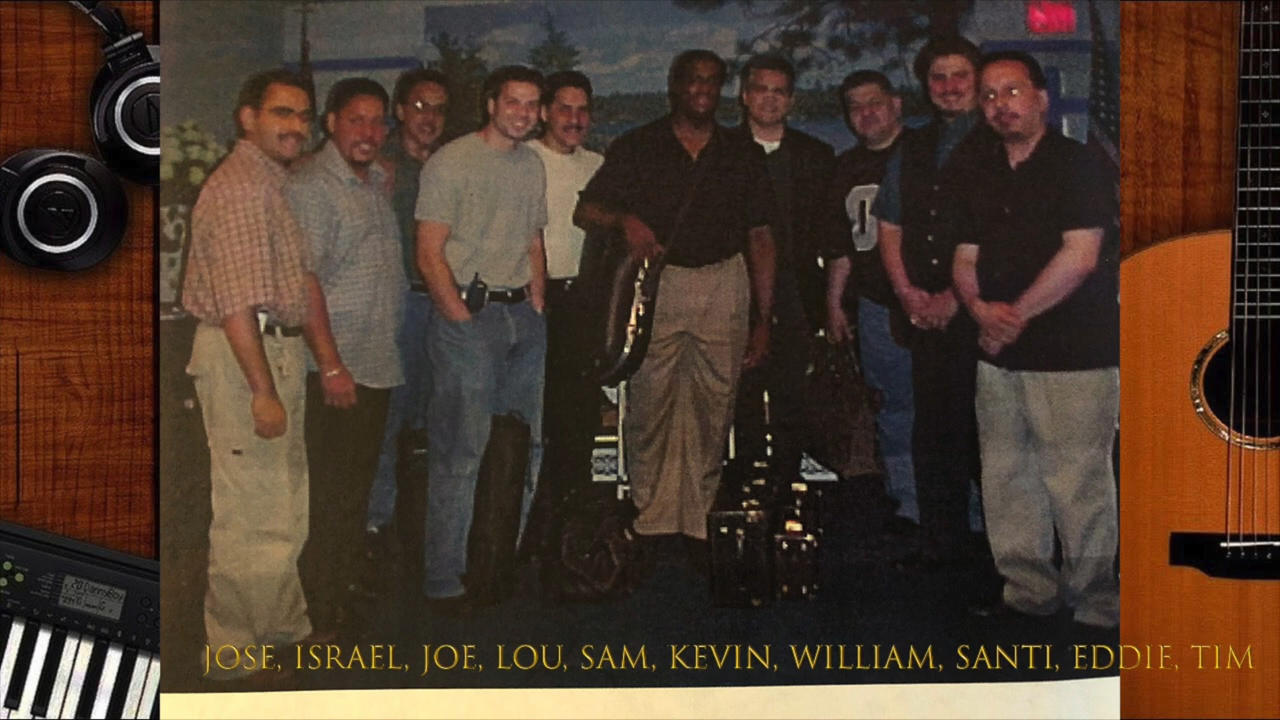 JOSE, ISRAEL, JOE, LOU, SAM, KEVIN, WILLIAM, SANTI, EDDIE, TIM